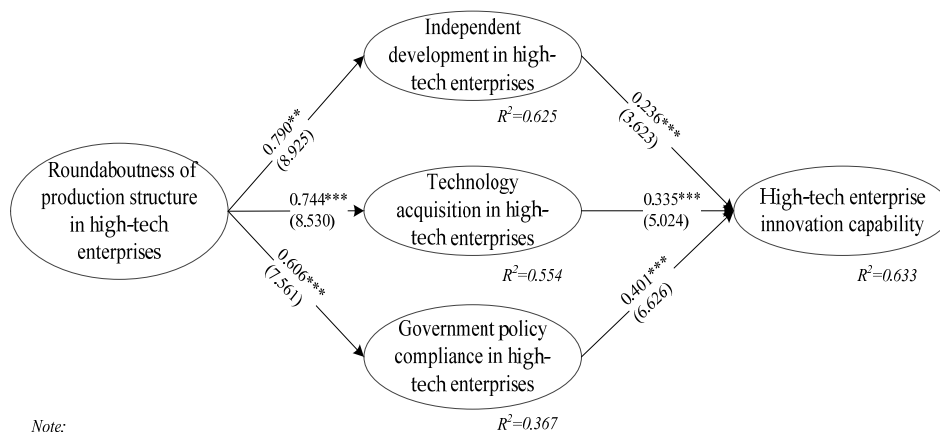 Independent
development in high-
tech enterprises
R²=0.625
0.790**
(8.925)
0.236***
(3.623)
Roundaboutness of
production structure
in high-tech
enterprises
0.744***
(8.530)
Technology
acquisition in high-
tech enterprises
R²=0.554
0.335***
(5.024)
High-tech enterprise
innovation capability
R²=0.633
0.606***
(7.561)
0.401***
(6.626)
Government policy
compliance in high-
tech enterprises
R²=0.367
Note: